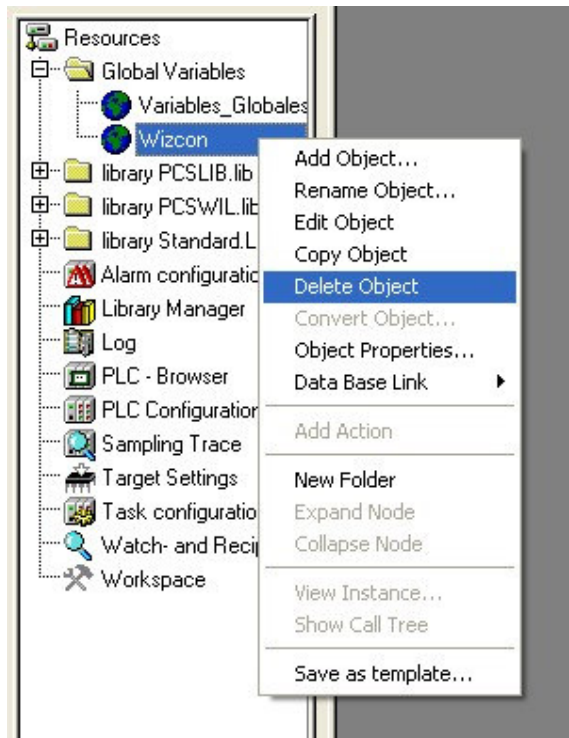 Resources
Global Variables
Variables_Globales
Wizcon
library PCSLIB.lib
library PCSWIL.lib
library Standard.L
Alarm configuratio
Library Manager
Log
PLC - Browser
PLC Configuration
Sampling Trace
Target Settings
Task configuratio
Watch- and Recip
Workspace
Add Object...
Rename Object...
Edit Object
Copy Object
Delete Object
Convert Object...
Object Properties...
Data Base Link
Add Action
New Folder
Expand Node
Collapse Node
View Instance...
Show Call Tree
Save as template...